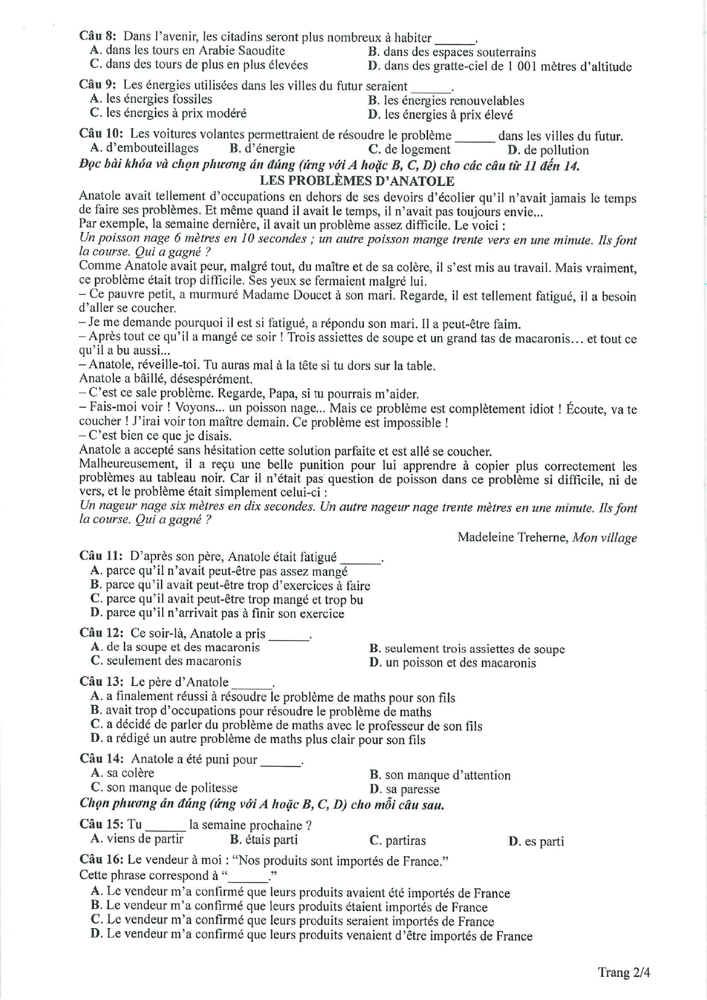 Câu 8: Dans l'avenir, les citadins seront plus nombreux à habiter ______.
A. dans les tours en Arabie Saoudite B. dans des espaces souterrains
C. dans des tours de plus en plus élevées D. dans des gratte-ciel de 1 001 mètres d'altitude
Câu 9: Les énergies utilisées dans les villes du futur seraient ______.
A. les énergies fossiles B. les énergies renouvelables
C. les énergies à prix modéré D. les énergies à prix élevé
Câu 10: Les voitures volantes permettraient de résoudre le problème ______ dans les villes du futur.
A. d'embouteillages B. d'énergie C. de logement D. de pollution
Đọc bài khóa và chọn phương án đúng (ứng với A hoặc B, C, D) cho các câu từ 11 đến 14.
LES PROBLÈMES D'ANATOLE
Anatole avait tellement d'occupations en dehors de ses devoirs d'écolier qu'il n'avait jamais le temps
de faire ses problèmes. Et même quand il avait le temps, il n'avait pas toujours envie...
Par exemple, la semaine dernière, il avait un problème assez difficile. Le voici :
Un poisson nage 6 mètres en 10 secondes ; un autre poisson mange trente vers en une minute. Ils font
la course. Qui a gagné ?
Comme Anatole avait peur, malgré tout, du maître et de sa colère, il s'est mis au travail. Mais vraiment,
ce problème était trop difficile. Ses yeux se fermaient malgré lui.
– Ce pauvre petit, a murmuré Madame Doucet à son mari. Regarde, il est tellement fatigué, il a besoin
d'aller se coucher.
– Je me demande pourquoi il est si fatigué, a répondu son mari. Il a peut-être faim.
– Après tout ce qu'il a mangé ce soir ! Trois assiettes de soupe et un grand tas de macaronis... et tout ce
qu'il a bu aussi...
– Anatole, réveille-toi. Tu auras mal à la tête si tu dors sur la table.
Anatole a bâillé, désespérément.
– C'est ce sale problème. Regarde, Papa, si tu pourrais m'aider.
– Fais-moi voir ! Voyons... un poisson nage... Mais ce problème est complètement idiot ! Écoute, va te
coucher ! J'irai voir ton maître demain. Ce problème est impossible !
– C'est bien ce que je disais.
Anatole a accepté sans hésitation cette solution parfaite et est allé se coucher.
Malheureusement, il a reçu une belle punition pour lui apprendre à copier plus correctement les
problèmes au tableau noir. Car il n'était pas question de poisson dans ce problème si difficile, ni de
vers, et le problème était simplement celui-ci :
Un nageur nage six mètres en dix secondes. Un autre nageur nage trente mètres en une minute. Ils font
la course. Qui a gagné ?
Madeleine Treherne, Mon village
Câu 11: D'après son père, Anatole était fatigué ______.
A. parce qu'il n'avait peut-être pas assez mangé
B. parce qu'il avait peut-être trop d'exercices à faire
C. parce qu'il avait peut-être trop mangé et trop bu
D. parce qu'il n'arrivait pas à finir son exercice
Câu 12: Ce soir-là, Anatole a pris ______.
A. de la soupe et des macaronis B. seulement trois assiettes de soupe
C. seulement des macaronis D. un poisson et des macaronis
Câu 13: Le père d'Anatole ______.
A. a finalement réussi à résoudre le problème de maths pour son fils
B. avait trop d'occupations pour résoudre le problème de maths
C. a décidé de parler du problème de maths avec le professeur de son fils
D. a rédigé un autre problème de maths plus clair pour son fils
Câu 14: Anatole a été puni pour ______.
A. sa colère B. son manque d'attention
C. son manque de politesse D. sa paresse
Chọn phương án đúng (ứng với A hoặc B, C, D) cho mỗi câu sau.
Câu 15: Tu ______ la semaine prochaine ?
A. viens de partir B. étais parti C. partiras D. es parti
Câu 16: Le vendeur à moi : “Nos produits sont importés de France.”
Cette phrase correspond à “______.”
A. Le vendeur m'a confirmé que leurs produits avaient été importés de France
B. Le vendeur m'a confirmé que leurs produits étaient importés de France
C. Le vendeur m'a confirmé que leurs produits seraient importés de France
D. Le vendeur m'a confirmé que leurs produits venaient d'être importés de France
Trang 2/4